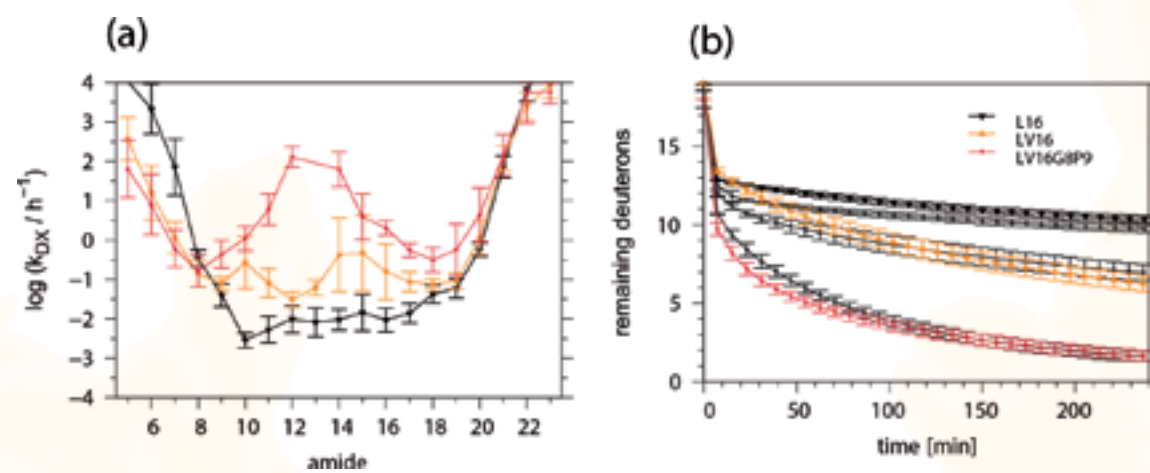 (a)
4
3
2
1
0
−1
−2
−3
−4
log (kDX / h−1)
6 8 10 12 14 16 18 20 22
amide
(b)
15
10
5
0
remaining deuterons
L16
LV16
LV16G8P9
0 50 100 150 200
time [min]